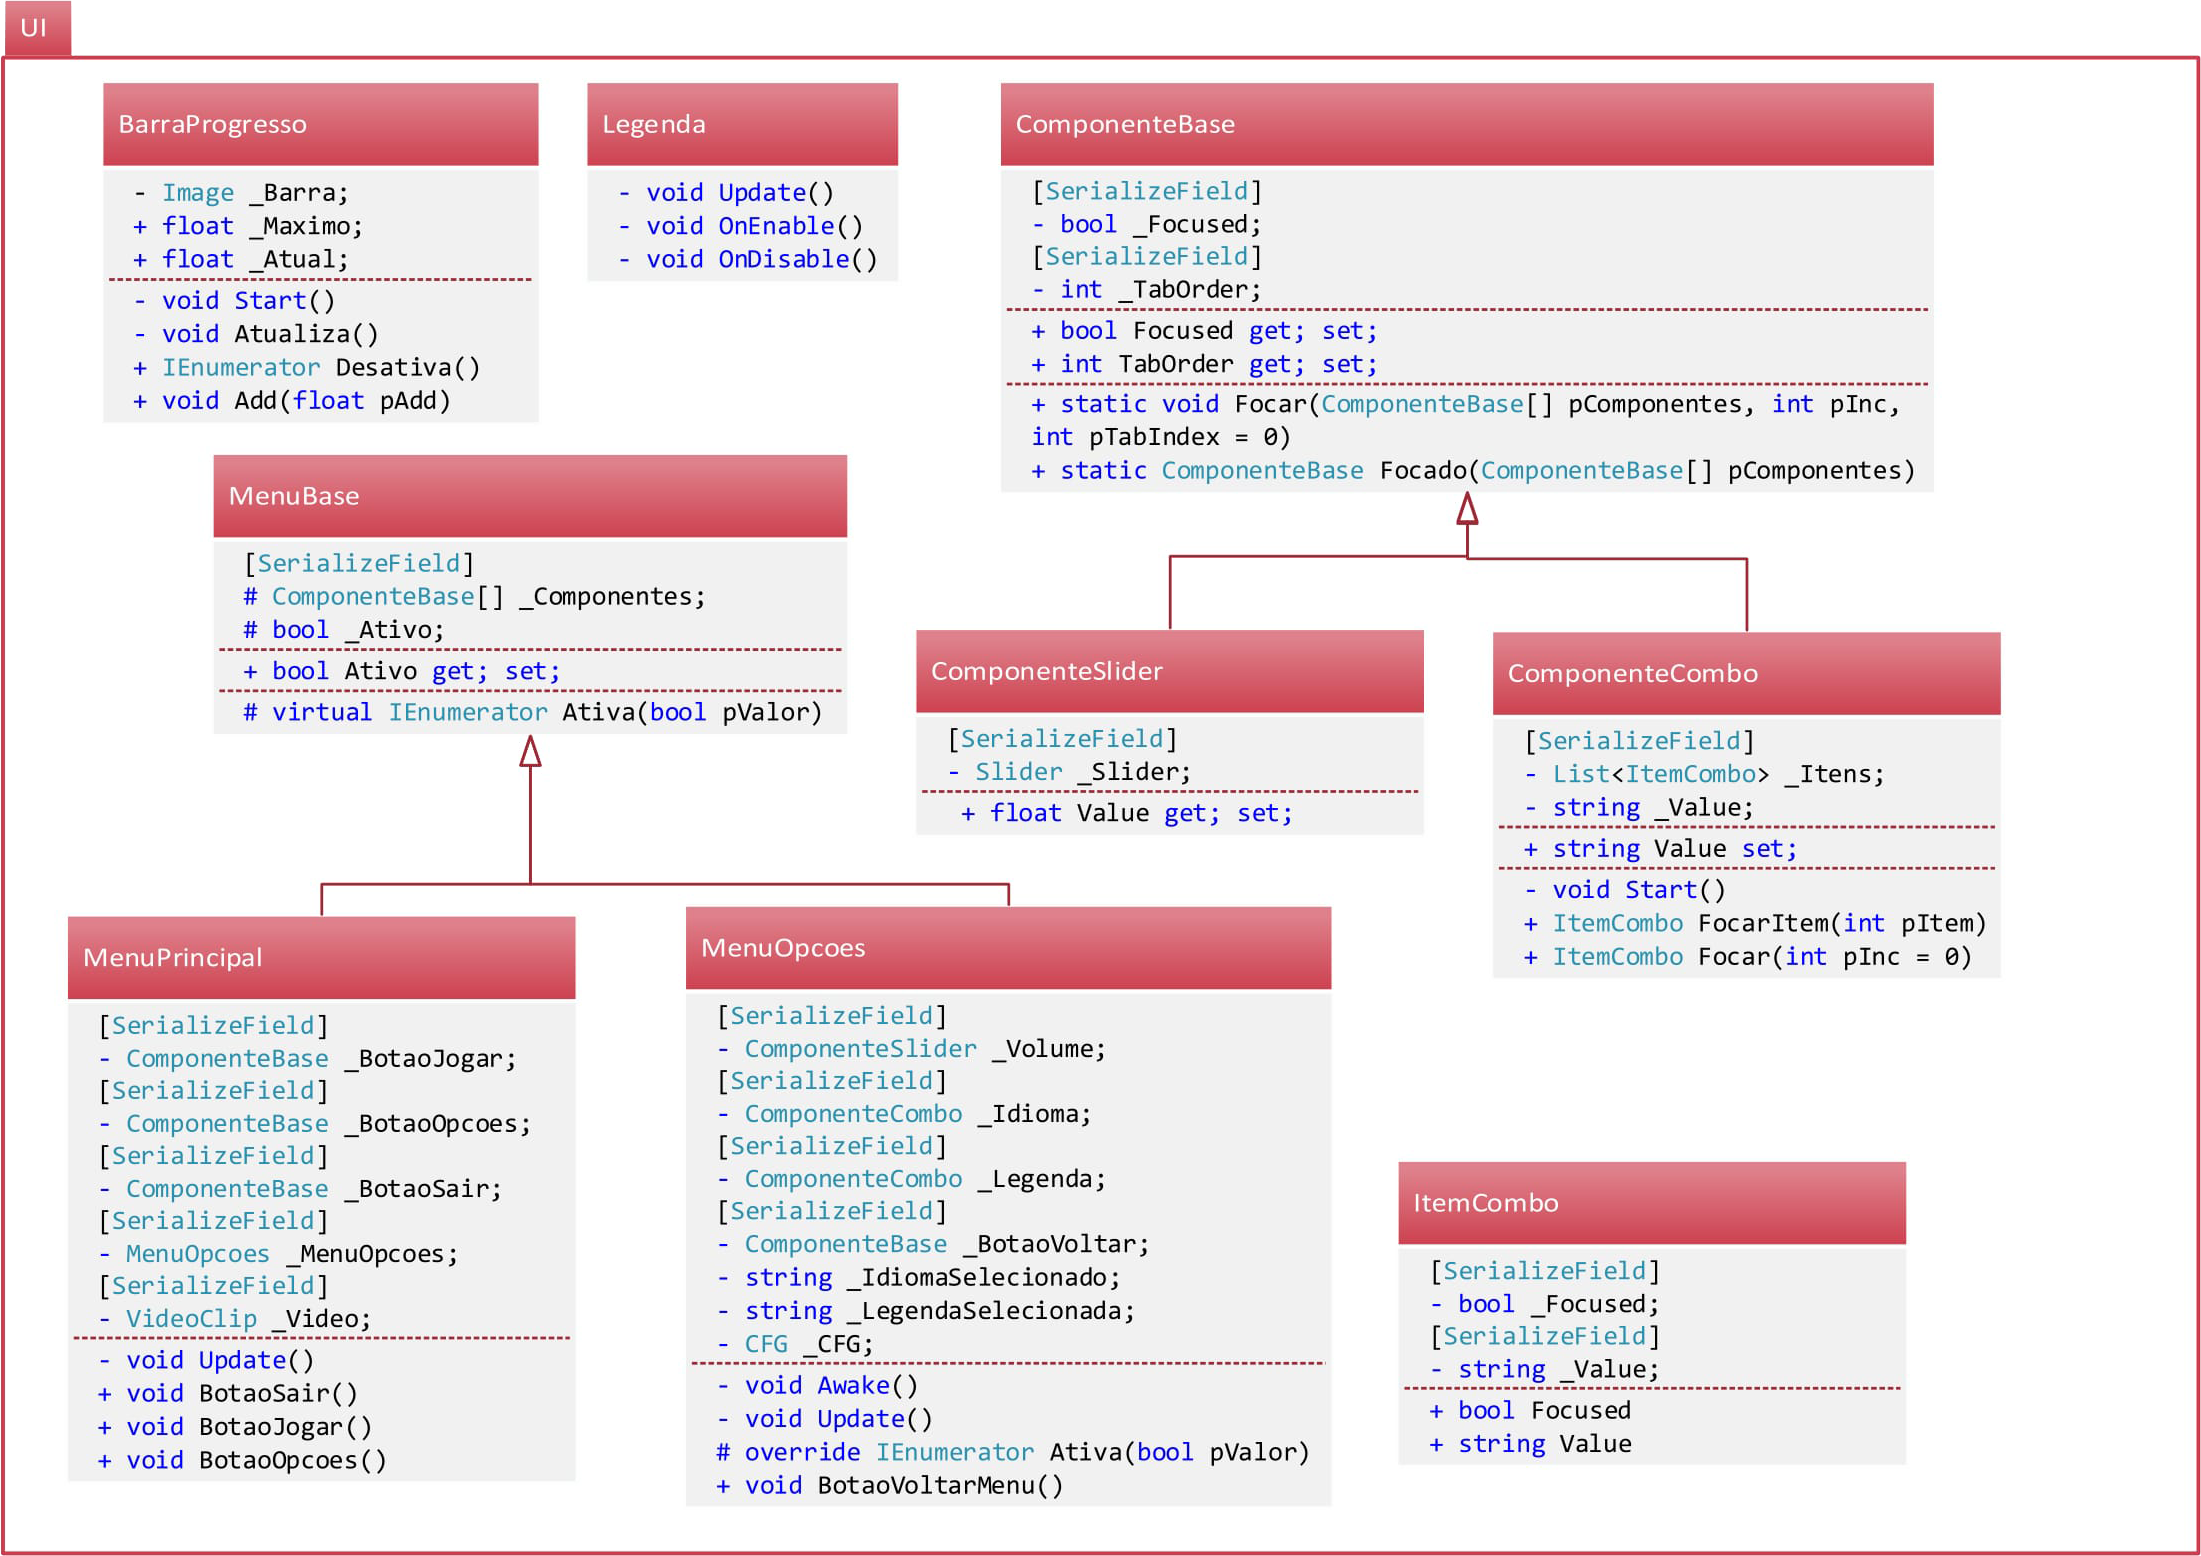 UI
BarraProgresso
- Image _Barra;
+ float _Maximo;
+ float _Atual;
- void Start()
- void Atualiza()
+ IEnumerator Desativa()
+ void Add(float pAdd)
Legenda
- void Update()
- void OnEnable()
- void OnDisable()
ComponenteBase
[SerializeField]
- bool _Focused;
[SerializeField]
- int _TabOrder;
+ bool Focused get; set;
+ int TabOrder get; set;
+ static void Focar(ComponenteBase[] pComponentes, int pInc,
int pTabIndex = 0)
+ static ComponenteBase Focado(ComponenteBase[] pComponentes)
MenuBase
[SerializeField]
# ComponenteBase[] _Componentes;
# bool _Ativo;
+ bool Ativo get; set;
# virtual IEnumerator Ativa(bool pValor)
ComponenteSlider
[SerializeField]
- Slider _Slider;
+ float Value get; set;
ComponenteCombo
[SerializeField]
- List<ItemCombo> _Itens;
- string _Value;
+ string Value set;
- void Start()
+ ItemCombo FocarItem(int pItem)
+ ItemCombo Focar(int pInc = 0)
MenuPrincipal
[SerializeField]
- ComponenteBase _BotaoJogar;
[SerializeField]
- ComponenteBase _BotaoOpcoes;
[SerializeField]
- ComponenteBase _BotaoSair;
[SerializeField]
- MenuOpcoes _MenuOpcoes;
[SerializeField]
- VideoClip _Video;
- void Update()
+ void BotaoSair()
+ void BotaoJogar()
+ void BotaoOpcoes()
MenuOpcoes
[SerializeField]
- ComponenteSlider _Volume;
[SerializeField]
- ComponenteCombo _Idioma;
[SerializeField]
- ComponenteCombo _Legenda;
[SerializeField]
- ComponenteBase _BotaoVoltar;
- string _IdiomaSelecionado;
- string _LegendaSelecionada;
- CFG _CFG;
- void Awake()
- void Update()
# override IEnumerator Ativa(bool pValor)
+ void BotaoVoltarMenu()
ItemCombo
[SerializeField]
- bool _Focused;
[SerializeField]
- string _Value;
+ bool Focused
+ string Value